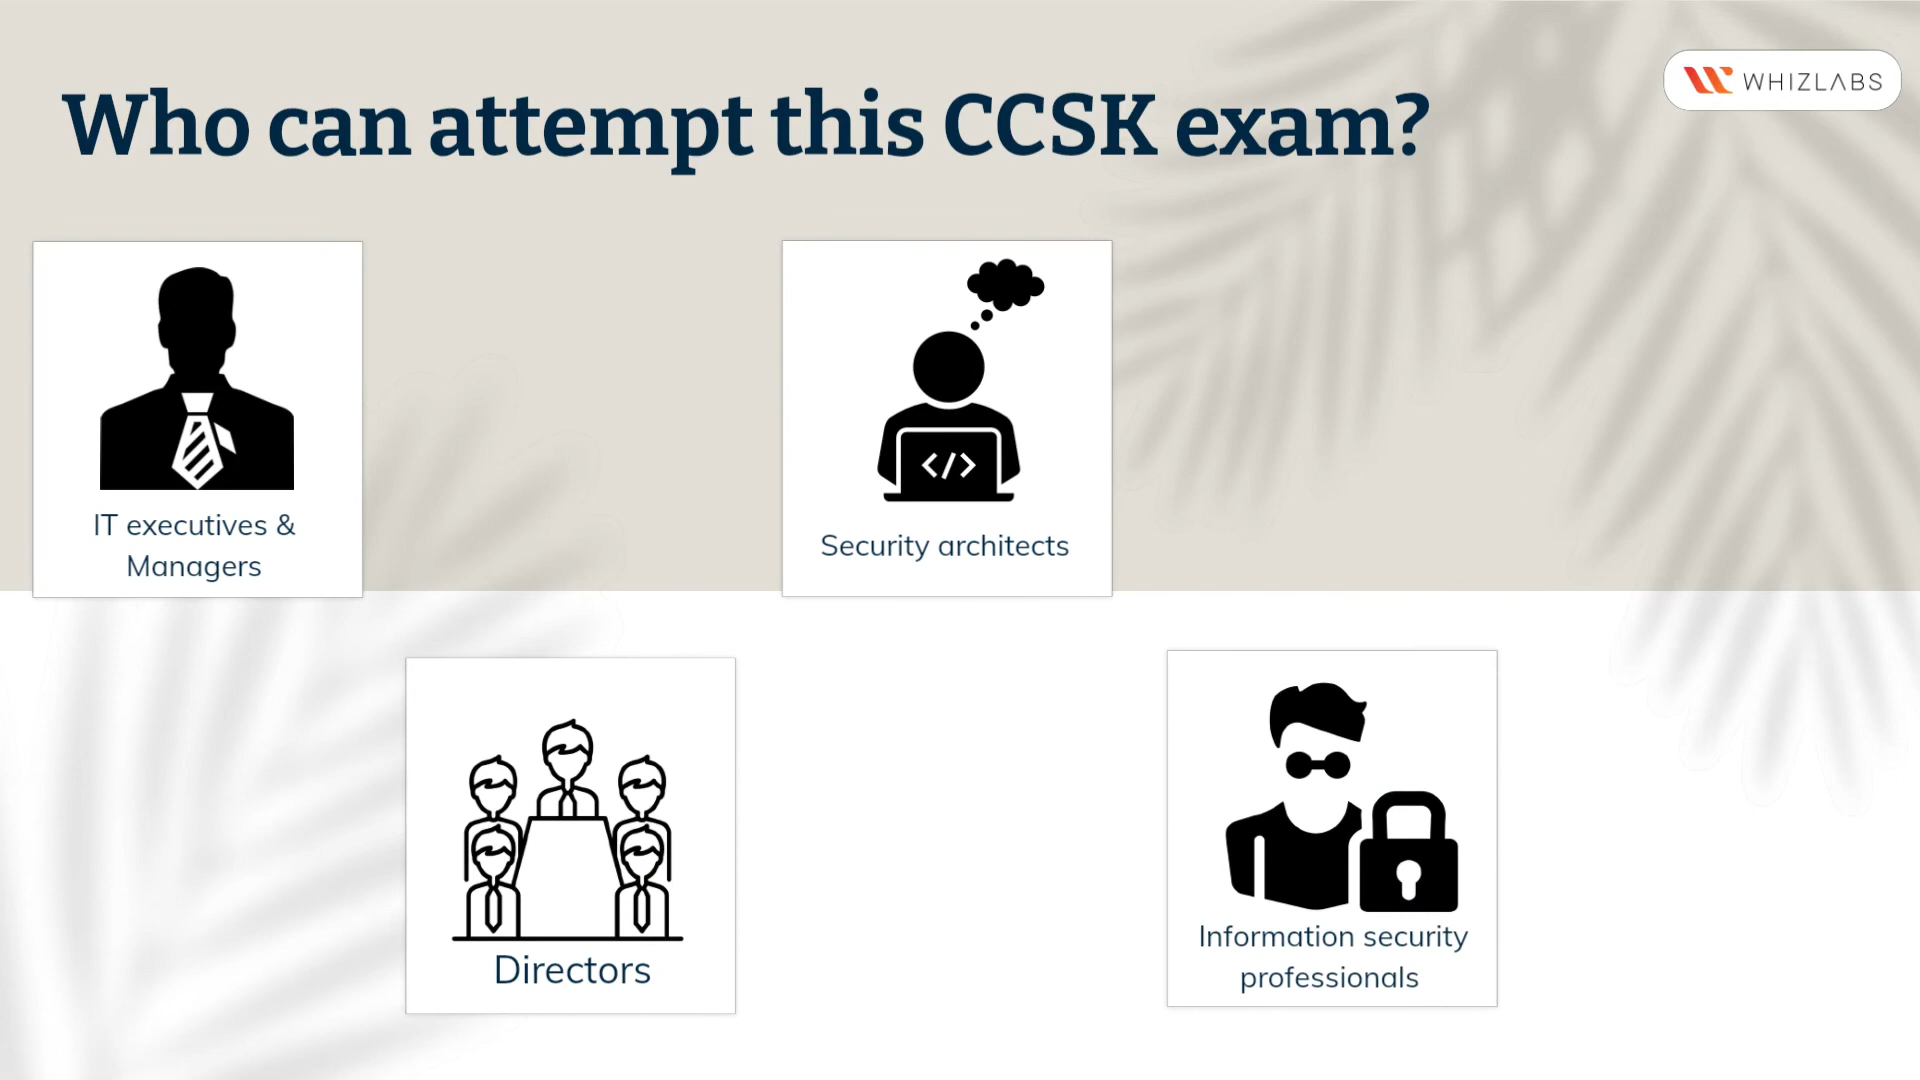 Who can attempt this CCSK exam?
WHIZLABS
IT executives &
Managers
</>
Security architects
Directors
Information security
professionals